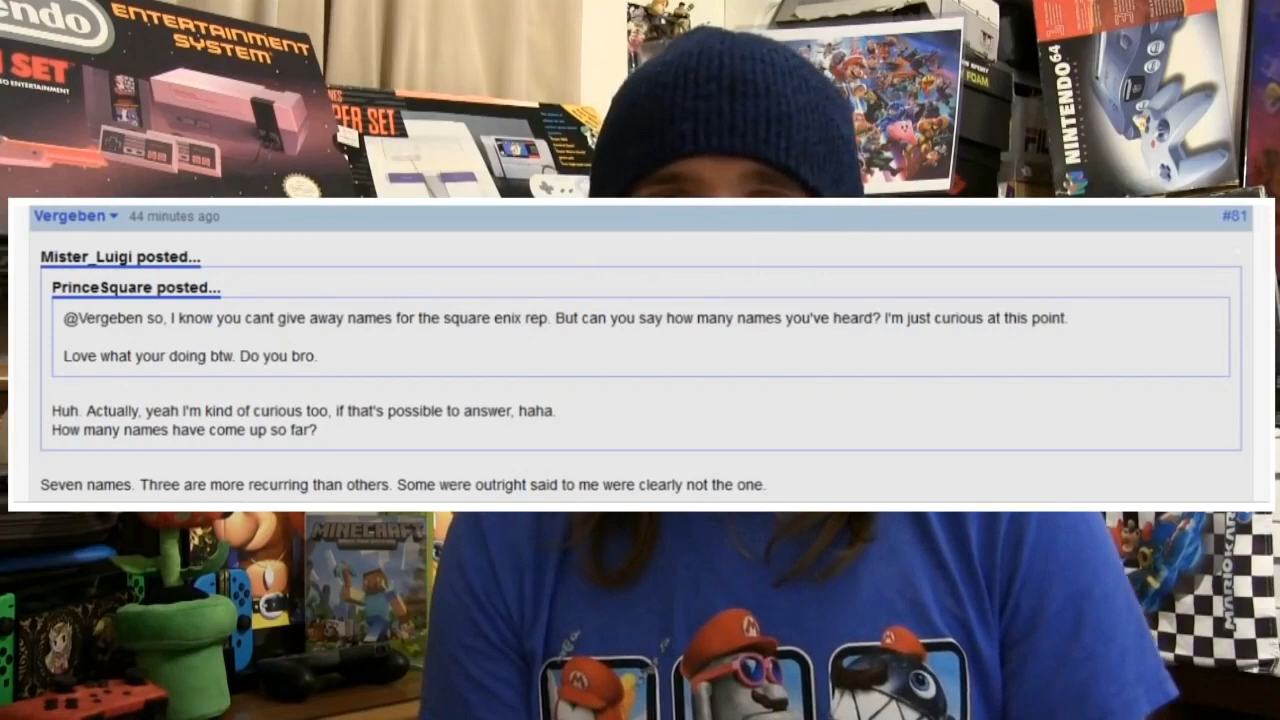 ENTERTAINMENT
SYSTEM
SET
ENTERTAINMENT
SET
FOAM
NINTENDO 64
Vergeben 44 minutes ago #81
Mister_Luigi posted...
PrinceSquare posted...
@Vergeben so, I know you cant give away names for the square enix rep. But can you say how many names you've heard? I'm just curious at this point.
Love what your doing btw. Do you bro.
Huh. Actually, yeah I'm kind of curious too, if that's possible to answer, haha.
How many names have come up so far?
Seven names. Three are more recurring than others. Some were outright said to me were clearly not the one.
MINECRAFT